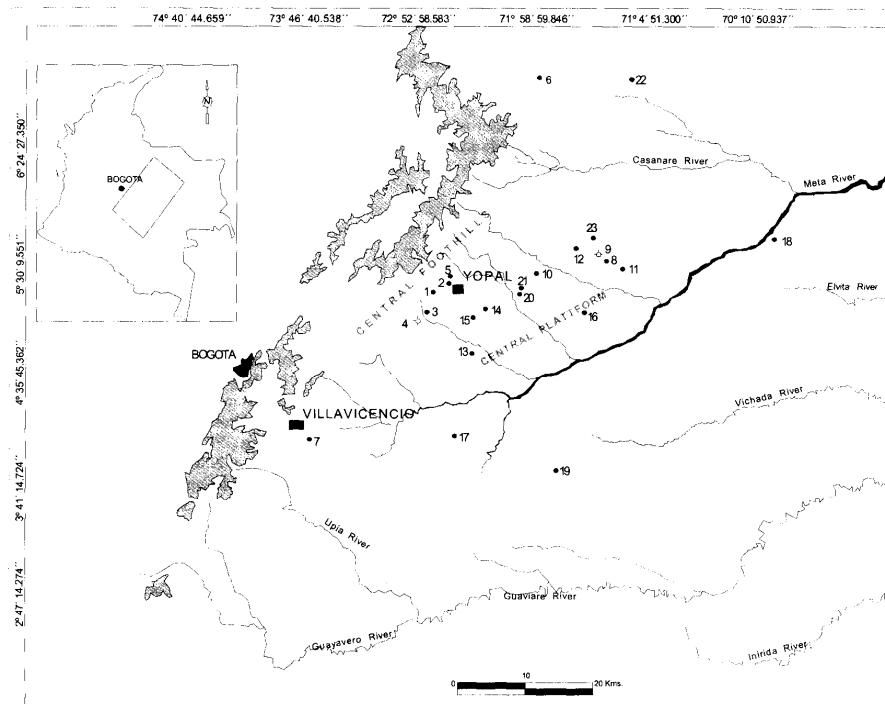 74° 40´ 44.659´´ 73° 46´ 40.538´´ 72° 52´ 58.583´´ 71° 58´ 59.846´´ 71° 4´ 51.300´´ 70° 10´ 50.937´´
6° 24´ 27.350´´
5° 30´ 9.551´´
4° 35´ 45.362´´
3° 41´ 14.724´´
2° 47´ 14.274´´
N
BOGOTA
6
22
Casanare River
Meta River
23
9
12
8
18
11
CENTRAL FOOTHILLS
5
YOPAL
10
2
1
21
20
Elvita River
3
14
4
15
16
CENTRAL PLATTFORM
13
BOGOTA
Vichada River
VILLAVICENCIO
7
17
19
Upia River
Guaviare River
Guayavero River
Inirida River
0 10 20 Kms.